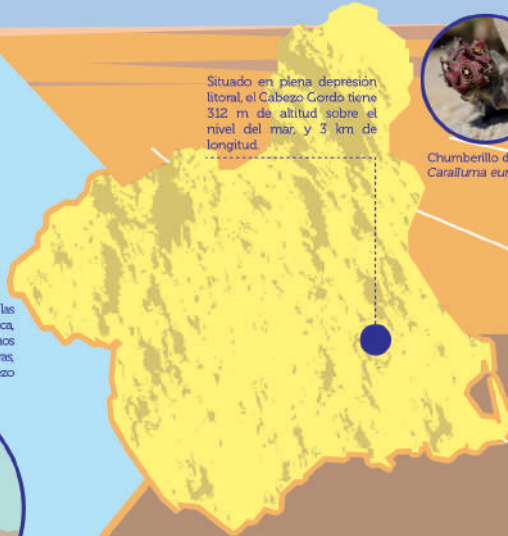 Situado en plena depresión
litoral, el Cabezo Gordo tiene
312 m de altitud sobre el
nivel del mar, y 3 km de
longitud.
Chumberillo d
Caralluma eur
las
ca,
nos
ras,
ezo